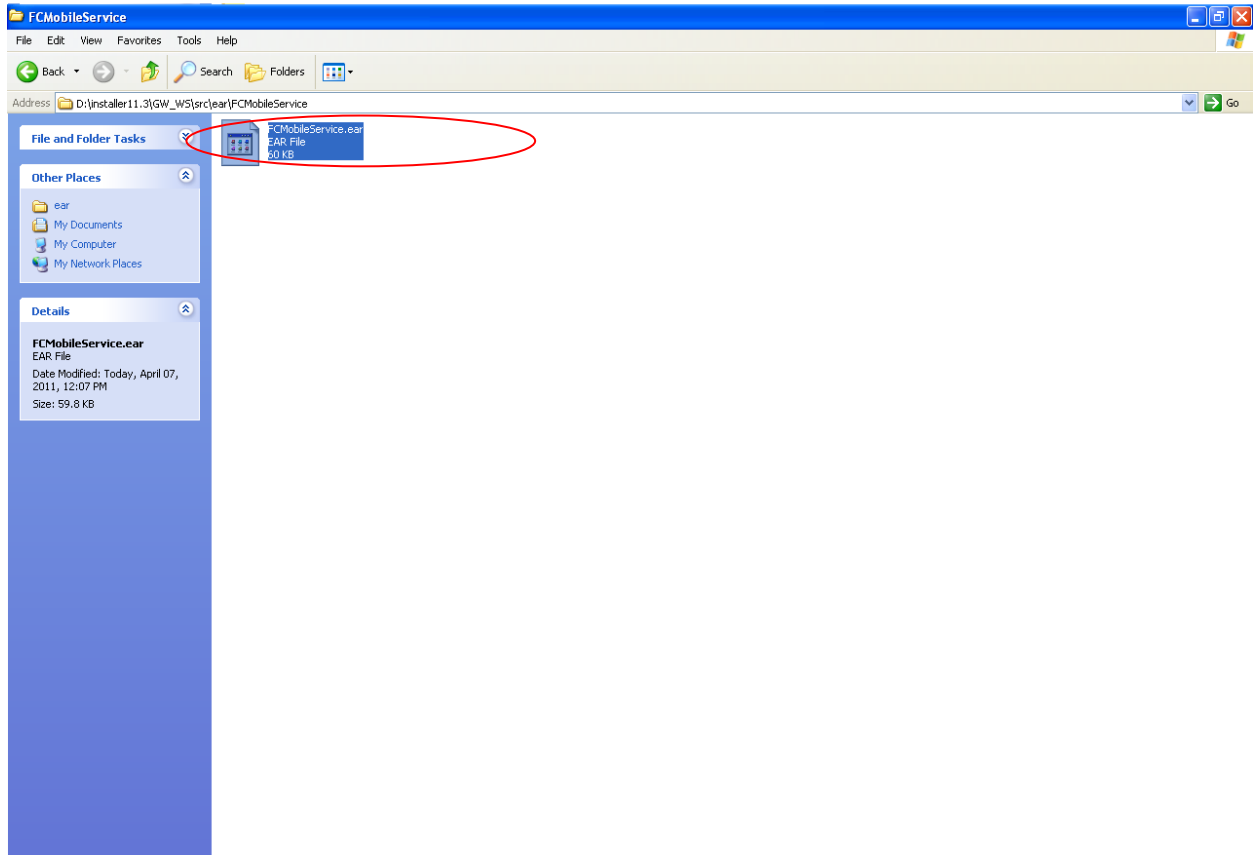 FCMobileService
File Edit View Favorites Tools Help
Back Search Folders
Address D:\installer11.3\GW_WS\src\ear\FCMobileService Go
File and Folder Tasks
FCMobileService.ear
EAR File
60 KB
Other Places
ear
My Documents
My Computer
My Network Places
Details
FCMobileService.ear
EAR File
Date Modified: Today, April 07,
2011, 12:07 PM
Size: 59.8 KB